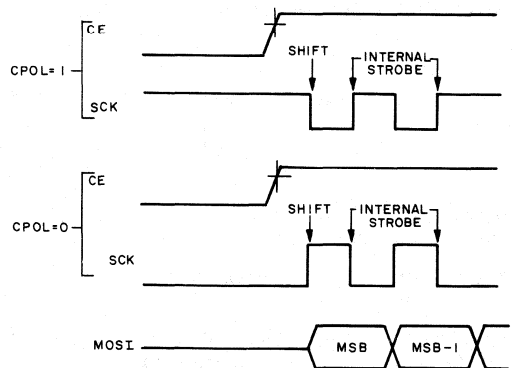 CE
SHIFT
INTERNAL
STROBE
CPOL=1
SCK
CE
SHIFT
INTERNAL
STROBE
CPOL=0
SCK
MOSI
MSB
MSB-1